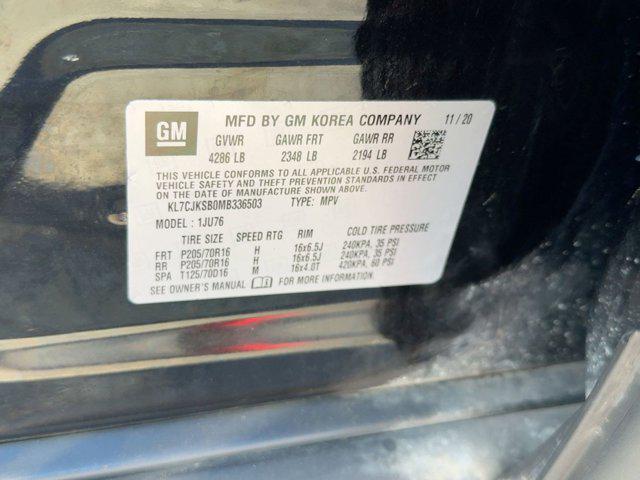 GM
MFD BY GM KOREA COMPANY 11/20
GVWR GAWR FRT GAWR RR
4286 LB 2348 LB 2194 LB
THIS VEHICLE CONFORMS TO ALL APPLICABLE U.S. FEDERAL MOTOR
VEHICLE SAFETY AND THEFT PREVENTION STANDARDS IN EFFECT
ON THE DATE OF MANUFACTURE SHOWN ABOVE.
KL7CJKSB0MB336503 TYPE: MPV
MODEL: 1JU76
TIRE SIZE SPEED RTG RIM COLD TIRE PRESSURE
FRT P205/70R16 H 16x6.5J 240KPA, 35 PSI
RR P205/70R16 H 16x6.5J 240KPA, 35 PSI
SPA T125/70D16 M 16x4.0T 420KPA, 60 PSI
SEE OWNER'S MANUAL FOR MORE INFORMATION.